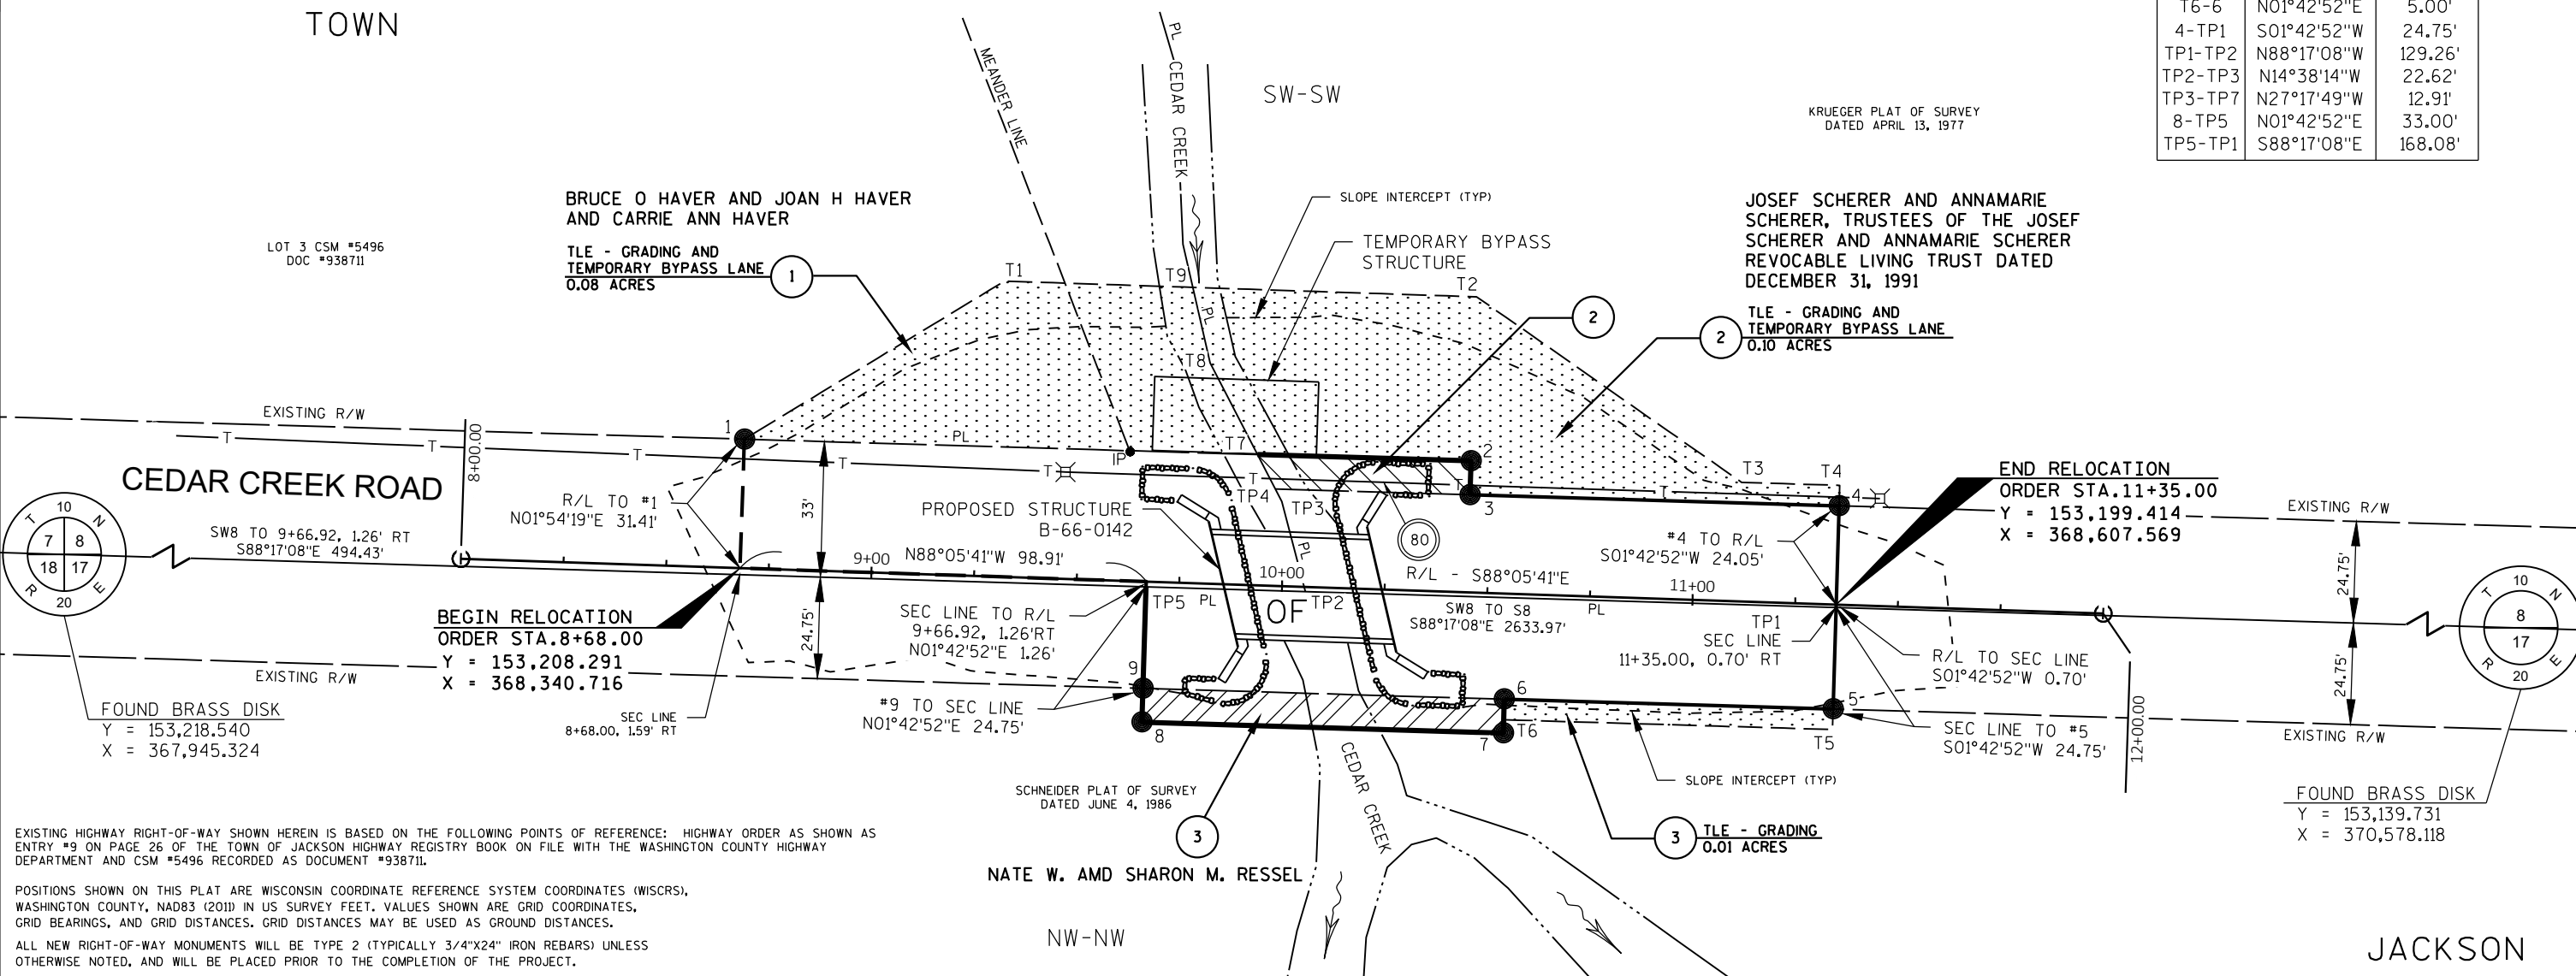 TOWN
T6-6 N01°42'52"E 5.00'
4-TP1 S01°42'52"W 24.75'
TP1-TP2 N88°17'08"W 129.26'
TP2-TP3 N14°38'14"W 22.62'
TP3-TP7 N27°17'49"W 12.91'
8-TP5 N01°42'52"E 33.00'
TP5-TP1 S88°17'08"E 168.08'
MEANDER LINE
PL
CEDAR CREEK
SW-SW
KRUEGER PLAT OF SURVEY
DATED APRIL 13, 1977
BRUCE O HAVER AND JOAN H HAVER
AND CARRIE ANN HAVER
TLE - GRADING AND
TEMPORARY BYPASS LANE
0.08 ACRES
1
LOT 3 CSM #5496
DOC #938711
SLOPE INTERCEPT (TYP)
TEMPORARY BYPASS
STRUCTURE
JOSEF SCHERER AND ANNAMARIE
SCHERER, TRUSTEES OF THE JOSEF
SCHERER AND ANNAMARIE SCHERER
REVOCABLE LIVING TRUST DATED
DECEMBER 31, 1991
TLE - GRADING AND
TEMPORARY BYPASS LANE
0.10 ACRES
2
2
T1
T9
T2
PL
T8
EXISTING R/W
T
T
T
T
T
T
T
T
8+00.00
1
PL
IP
T7
2
T3
T4
4
3
CEDAR CREEK ROAD
R/L TO #1
N01°54'19"E 31.41'
33'
PROPOSED STRUCTURE
B-66-0142
TP4
TP3
PL
80
END RELOCATION
ORDER STA.11+35.00
Y = 153,199.414
X = 368,607.569
EXISTING R/W
10
T N
7 8
18 17
R E
20
SW8 TO 9+66.92, 1.26' RT
S88°17'08"E 494.43'
9+00
N88°05'41"W 98.91'
10+00
R/L - S88°05'41"E
11+00
#4 TO R/L
S01°42'52"W 24.05'
24.75'
10
T N
8
17
R E
20
BEGIN RELOCATION
ORDER STA.8+68.00
Y = 153,208.291
X = 368,340.716
24.75'
SEC LINE TO R/L
9+66.92, 1.26'RT
N01°42'52"E 1.26'
TP5
PL
OF
TP2
SW8 TO S8
S88°17'08"E 2633.97'
PL
TP1
SEC LINE
11+35.00, 0.70' RT
R/L TO SEC LINE
S01°42'52"W 0.70'
24.75'
EXISTING R/W
9
#9 TO SEC LINE
N01°42'52"E 24.75'
8
6
7
T6
5
T5
SEC LINE TO #5
S01°42'52"W 24.75'
12+00.00
EXISTING R/W
FOUND BRASS DISK
Y = 153,218.540
X = 367,945.324
SEC LINE
8+68.00, 1.59' RT
SCHNEIDER PLAT OF SURVEY
DATED JUNE 4, 1986
CEDAR CREEK
SLOPE INTERCEPT (TYP)
FOUND BRASS DISK
Y = 153,139.731
X = 370,578.118
3
3
TLE - GRADING
0.01 ACRES
NATE W. AMD SHARON M. RESSEL
EXISTING HIGHWAY RIGHT-OF-WAY SHOWN HEREIN IS BASED ON THE FOLLOWING POINTS OF REFERENCE: HIGHWAY ORDER AS SHOWN AS
ENTRY #9 ON PAGE 26 OF THE TOWN OF JACKSON HIGHWAY REGISTRY BOOK ON FILE WITH THE WASHINGTON COUNTY HIGHWAY
DEPARTMENT AND CSM #5496 RECORDED AS DOCUMENT #938711.
POSITIONS SHOWN ON THIS PLAT ARE WISCONSIN COORDINATE REFERENCE SYSTEM COORDINATES (WISCRS),
WASHINGTON COUNTY, NAD83 (2011) IN US SURVEY FEET. VALUES SHOWN ARE GRID COORDINATES,
GRID BEARINGS, AND GRID DISTANCES. GRID DISTANCES MAY BE USED AS GROUND DISTANCES.
ALL NEW RIGHT-OF-WAY MONUMENTS WILL BE TYPE 2 (TYPICALLY 3/4"X24" IRON REBARS) UNLESS
OTHERWISE NOTED, AND WILL BE PLACED PRIOR TO THE COMPLETION OF THE PROJECT.
NW-NW
JACKSON